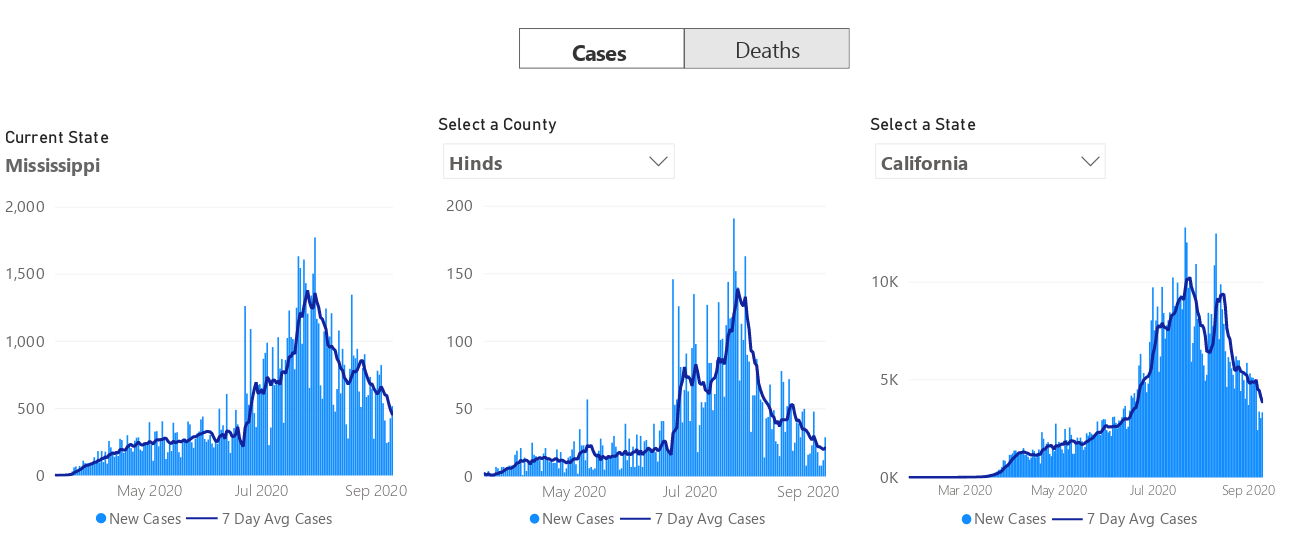 Cases Deaths
Current State
Mississippi
Select a County
Hinds
Select a State
California
2,000
1,500
1,000
500
0
May 2020 Jul 2020 Sep 2020
New Cases 7 Day Avg Cases
200
150
100
50
0
May 2020 Jul 2020 Sep 2020
New Cases 7 Day Avg Cases
10K
5K
0K
Mar 2020 May 2020 Jul 2020 Sep 2020
New Cases 7 Day Avg Cases